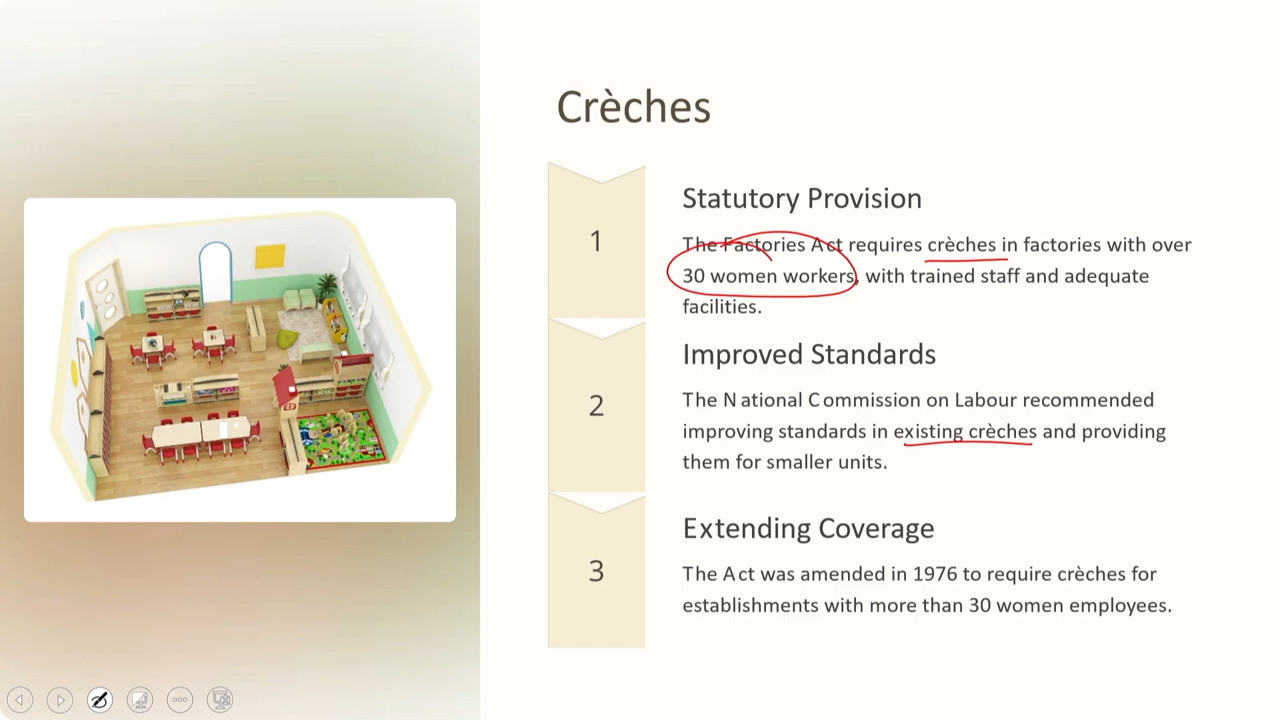 Crèches
1
Statutory Provision
The Factories Act requires crèches in factories with over
30 women workers, with trained staff and adequate
facilities.
2
Improved Standards
The National Commission on Labour recommended
improving standards in existing crèches and providing
them for smaller units.
3
Extending Coverage
The Act was amended in 1976 to require crèches for
establishments with more than 30 women employees.